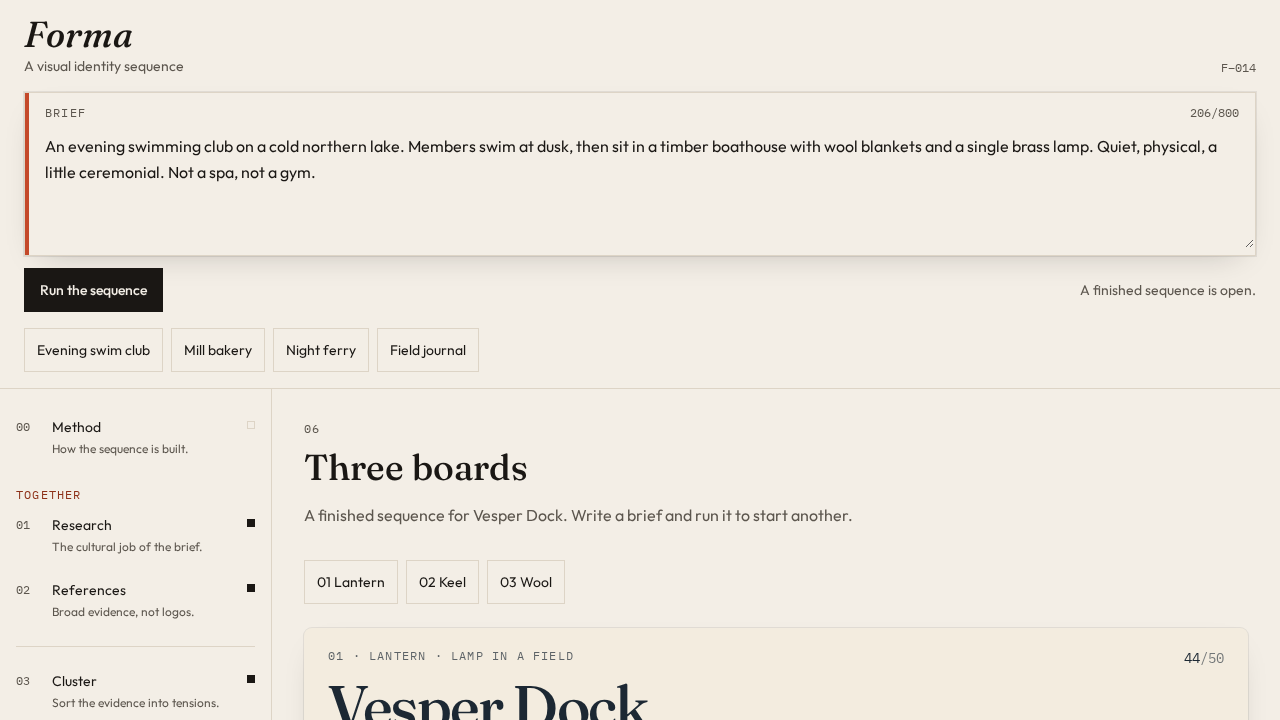 Forma
A visual identity sequence
F—014
BRIEF
206/800
An evening swimming club on a cold northern lake. Members swim at dusk, then sit in a timber boathouse with wool blankets and a single brass lamp. Quiet, physical, a
little ceremonial. Not a spa, not a gym.
Run the sequence
A finished sequence is open.
Evening swim club
Mill bakery
Night ferry
Field journal
00
Method
How the sequence is built.
TOGETHER
01
Research
The cultural job of the brief.
02
References
Broad evidence, not logos.
03
Cluster
Sort the evidence into tensions.
06
Three boards
A finished sequence for Vesper Dock. Write a brief and run it to start another.
01 Lantern
02 Keel
03 Wool
01 · LANTERN · LAMP IN A FIELD
44/50
Vesper Dock